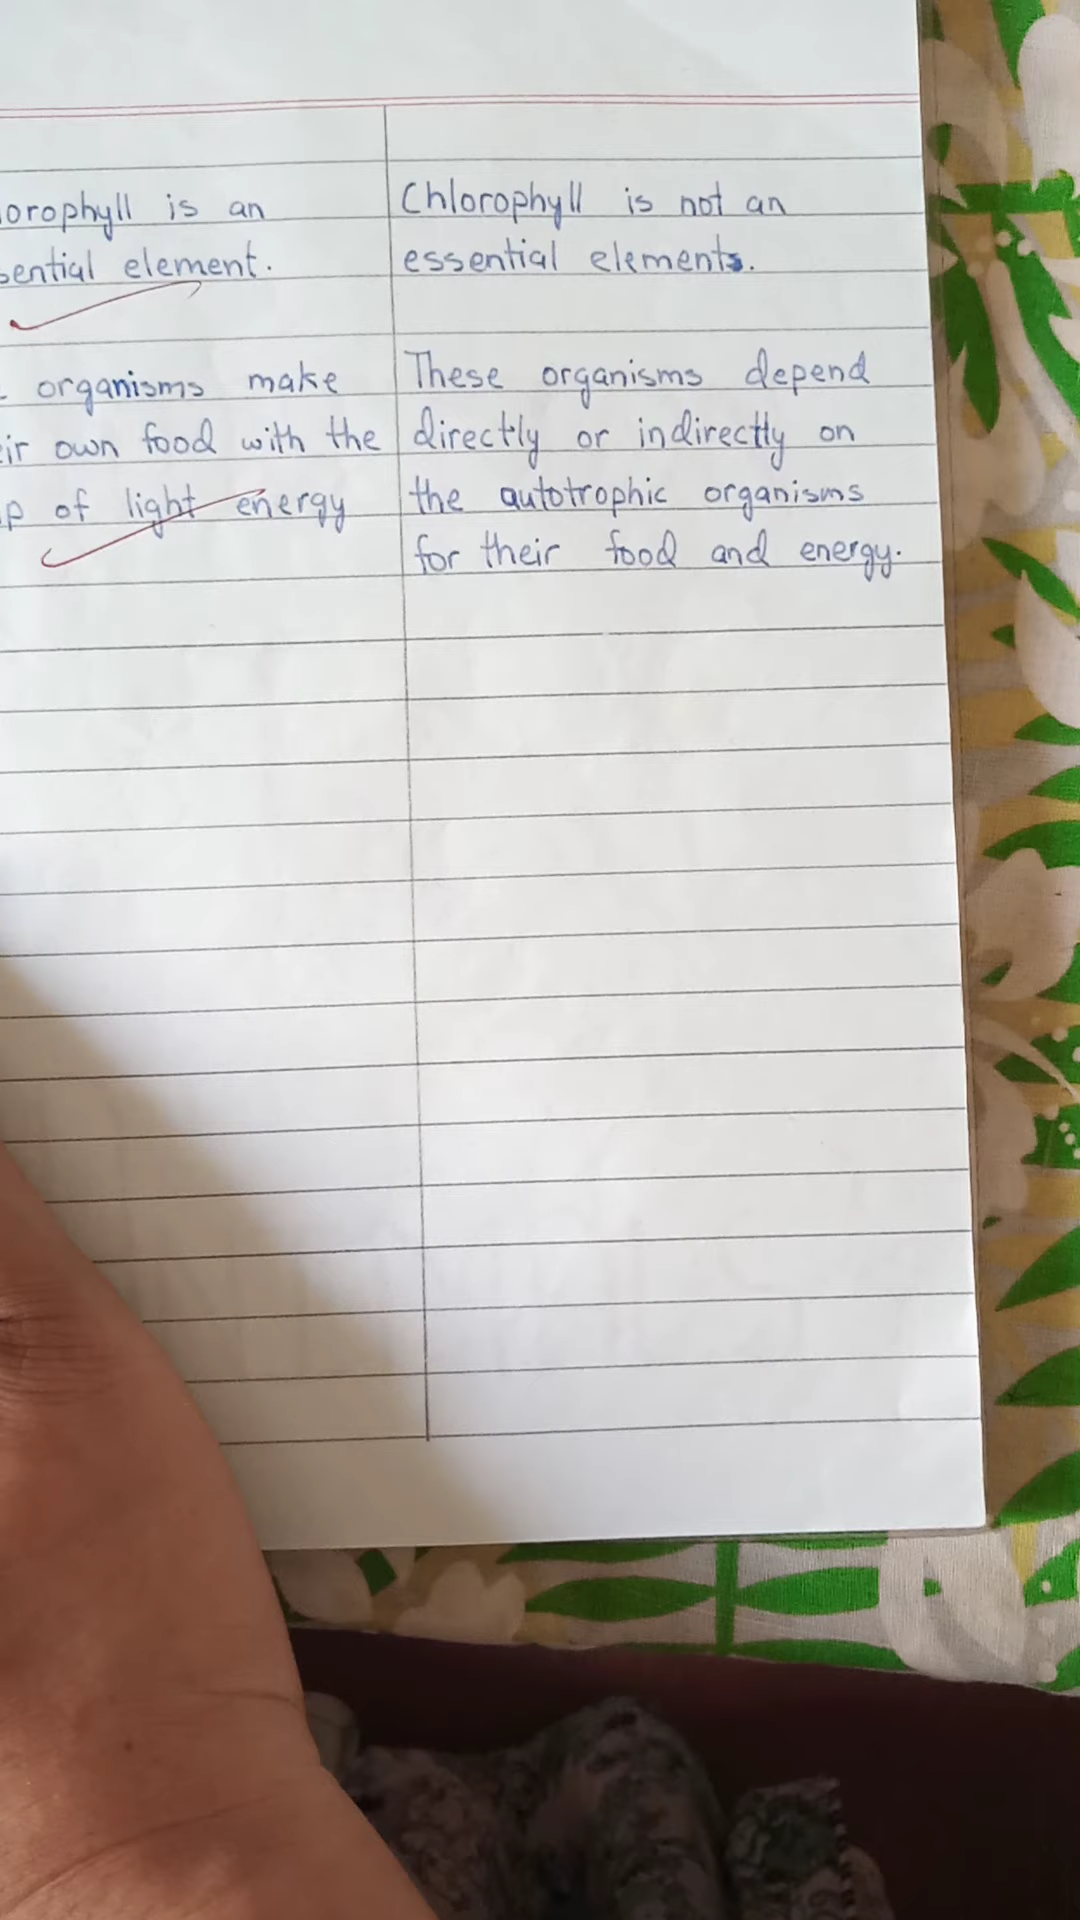 orophyll is an
sential element.
organisms make
eir own food with the
p of light energy
Chlorophyll is not an
essential elements.
These organisms depend
directly or indirectly on
the autotrophic organisms
for their food and energy.